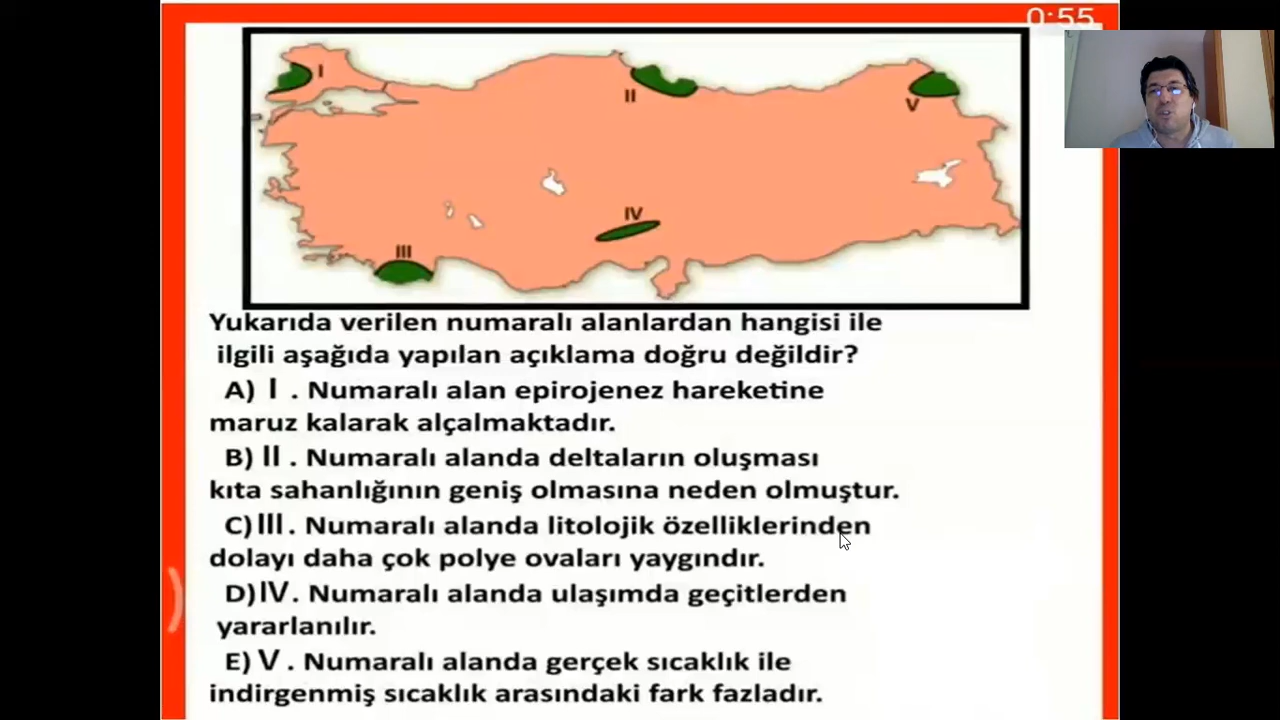 0:55
I
II
V
IV
III
Yukarıda verilen numaralı alanlardan hangisi ile
ilgili aşağıda yapılan açıklama doğru değildir?
A) I . Numaralı alan epirojenez hareketine
maruz kalarak alçalmaktadır.
B) II . Numaralı alanda deltaların oluşması
kıta sahanlığının geniş olmasına neden olmuştur.
C) III . Numaralı alanda litolojik özelliklerinden
dolayı daha çok polye ovaları yaygındır.
D) IV. Numaralı alanda ulaşımda geçitlerden
yararlanılır.
E) V . Numaralı alanda gerçek sıcaklık ile
indirgenmiş sıcaklık arasındaki fark fazladır.